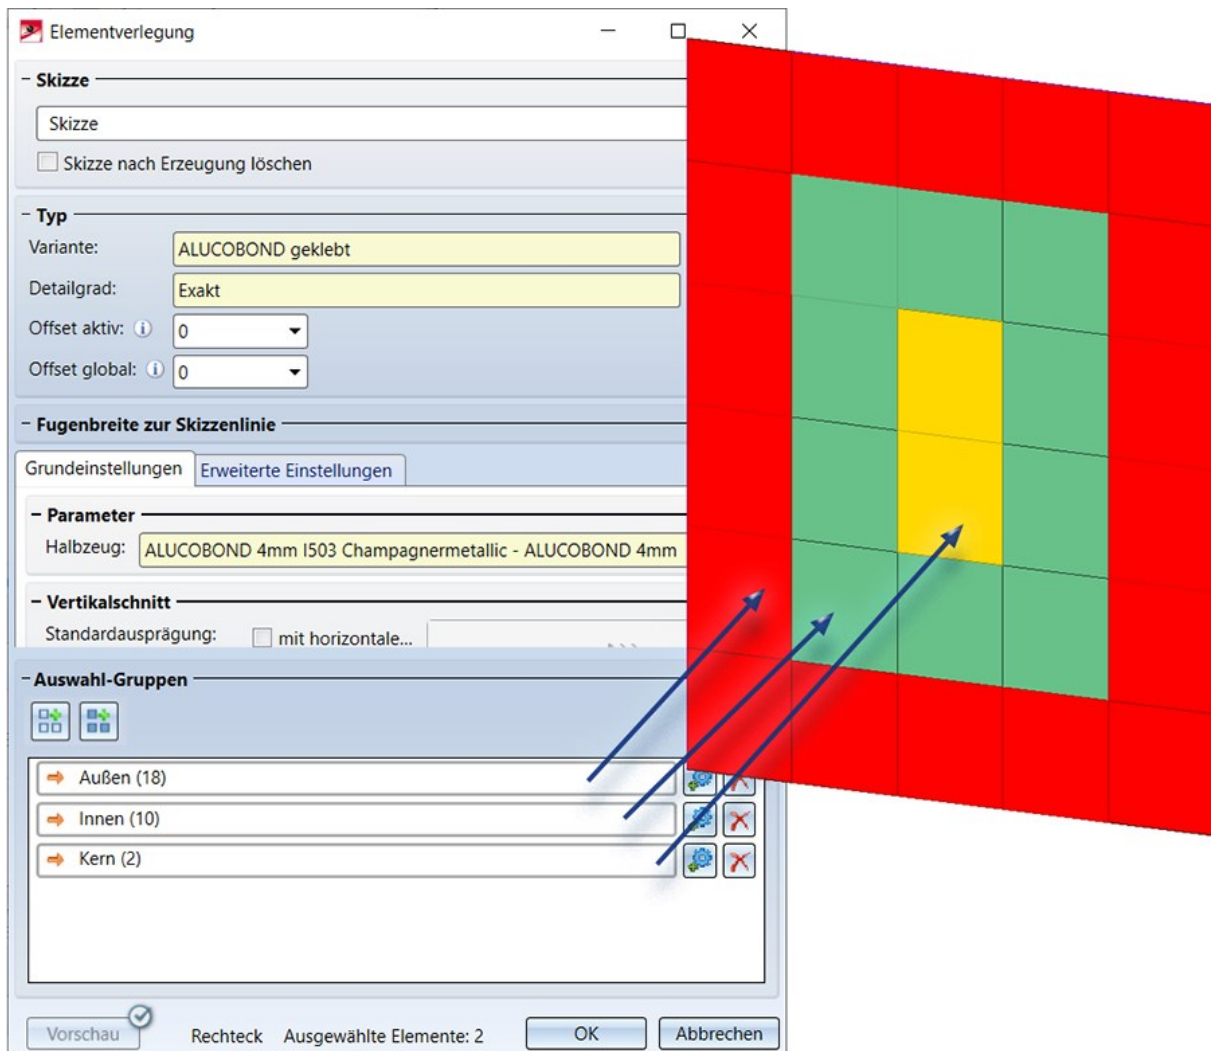 Elementverlegung
Skizze
Skizze
Skizze nach Erzeugung löschen
Typ
Variante: ALUCOBOND geklebt
Detailgrad: Exakt
Offset aktiv: i 0
Offset global: i 0
Fugenbreite zur Skizzenlinie
Grundeinstellungen Erweiterte Einstellungen
Parameter
Halbzeug: ALUCOBOND 4mm I503 Champagnermetallic - ALUCOBOND 4mm
Vertikalschnitt
Standardausprägung: mit horizontale...
Auswahl-Gruppen
Außen (18)
Innen (10)
Kern (2)
Vorschau Rechteck Ausgewählte Elemente: 2 OK Abbrechen